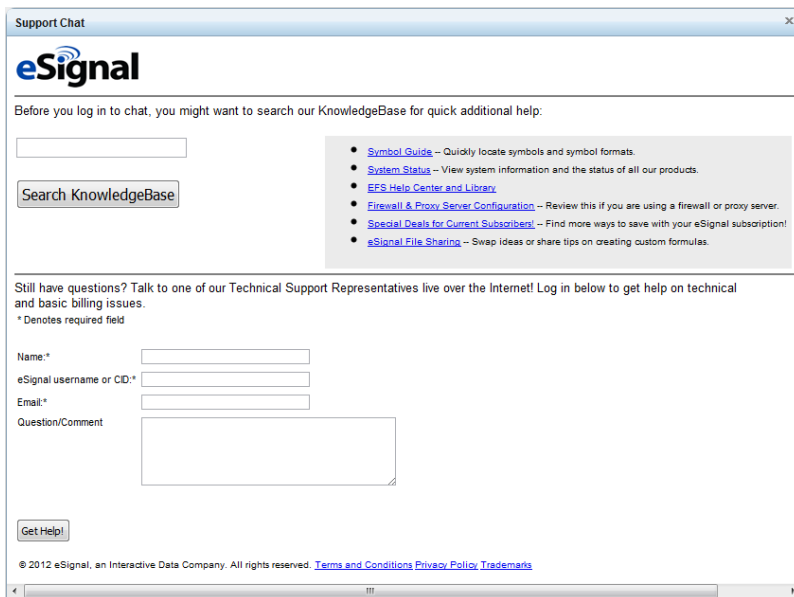 Support Chat
eSignal
Before you log in to chat, you might want to search our KnowledgeBase for quick additional help:
Search KnowledgeBase
Symbol Guide -- Quickly locate symbols and symbol formats.
System Status -- View system information and the status of all our products.
EFS Help Center and Library
Firewall & Proxy Server Configuration -- Review this if you are using a firewall or proxy server.
Special Deals for Current Subscribers! -- Find more ways to save with your eSignal subscription!
eSignal File Sharing -- Swap ideas or share tips on creating custom formulas.
Still have questions? Talk to one of our Technical Support Representatives live over the Internet! Log in below to get help on technical
and basic billing issues.
* Denotes required field
Name:*
eSignal username or CID:*
Email:*
Question/Comment
Get Help!
© 2012 eSignal, an Interactive Data Company. All rights reserved. Terms and Conditions Privacy Policy Trademarks